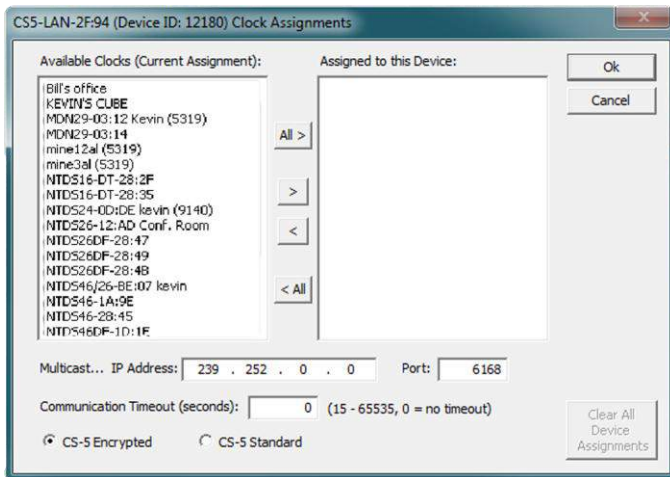 CS5-LAN-2F:94 (Device ID: 12180) Clock Assignments
Available Clocks (Current Assignment):
Assigned to this Device:
Ok
Cancel
Bill's office
KEVIN'S CUBE
MDN29-03:12 Kevin (5319)
MDN29-03:14
mine12al (5319)
mine3al (5319)
NTDS16-DT-28:2F
NTDS16-DT-28:35
NTDS24-0D:DE kevin (9140)
NTDS26-12:AD Conf. Room
NTDS26DF-28:47
NTDS26DF-28:49
NTDS26DF-28:4B
NTDS46/26-BE:07 kevin
NTDS46-1A:9E
NTDS46-28:45
NTDS46DF-1D:1E
All >
>
<
< All
Multicast... IP Address: 239 . 252 . 0 . 0 Port: 6168
Communication Timeout (seconds): 0 (15 - 65535, 0 = no timeout)
CS-5 Encrypted CS-5 Standard
Clear All
Device
Assignments